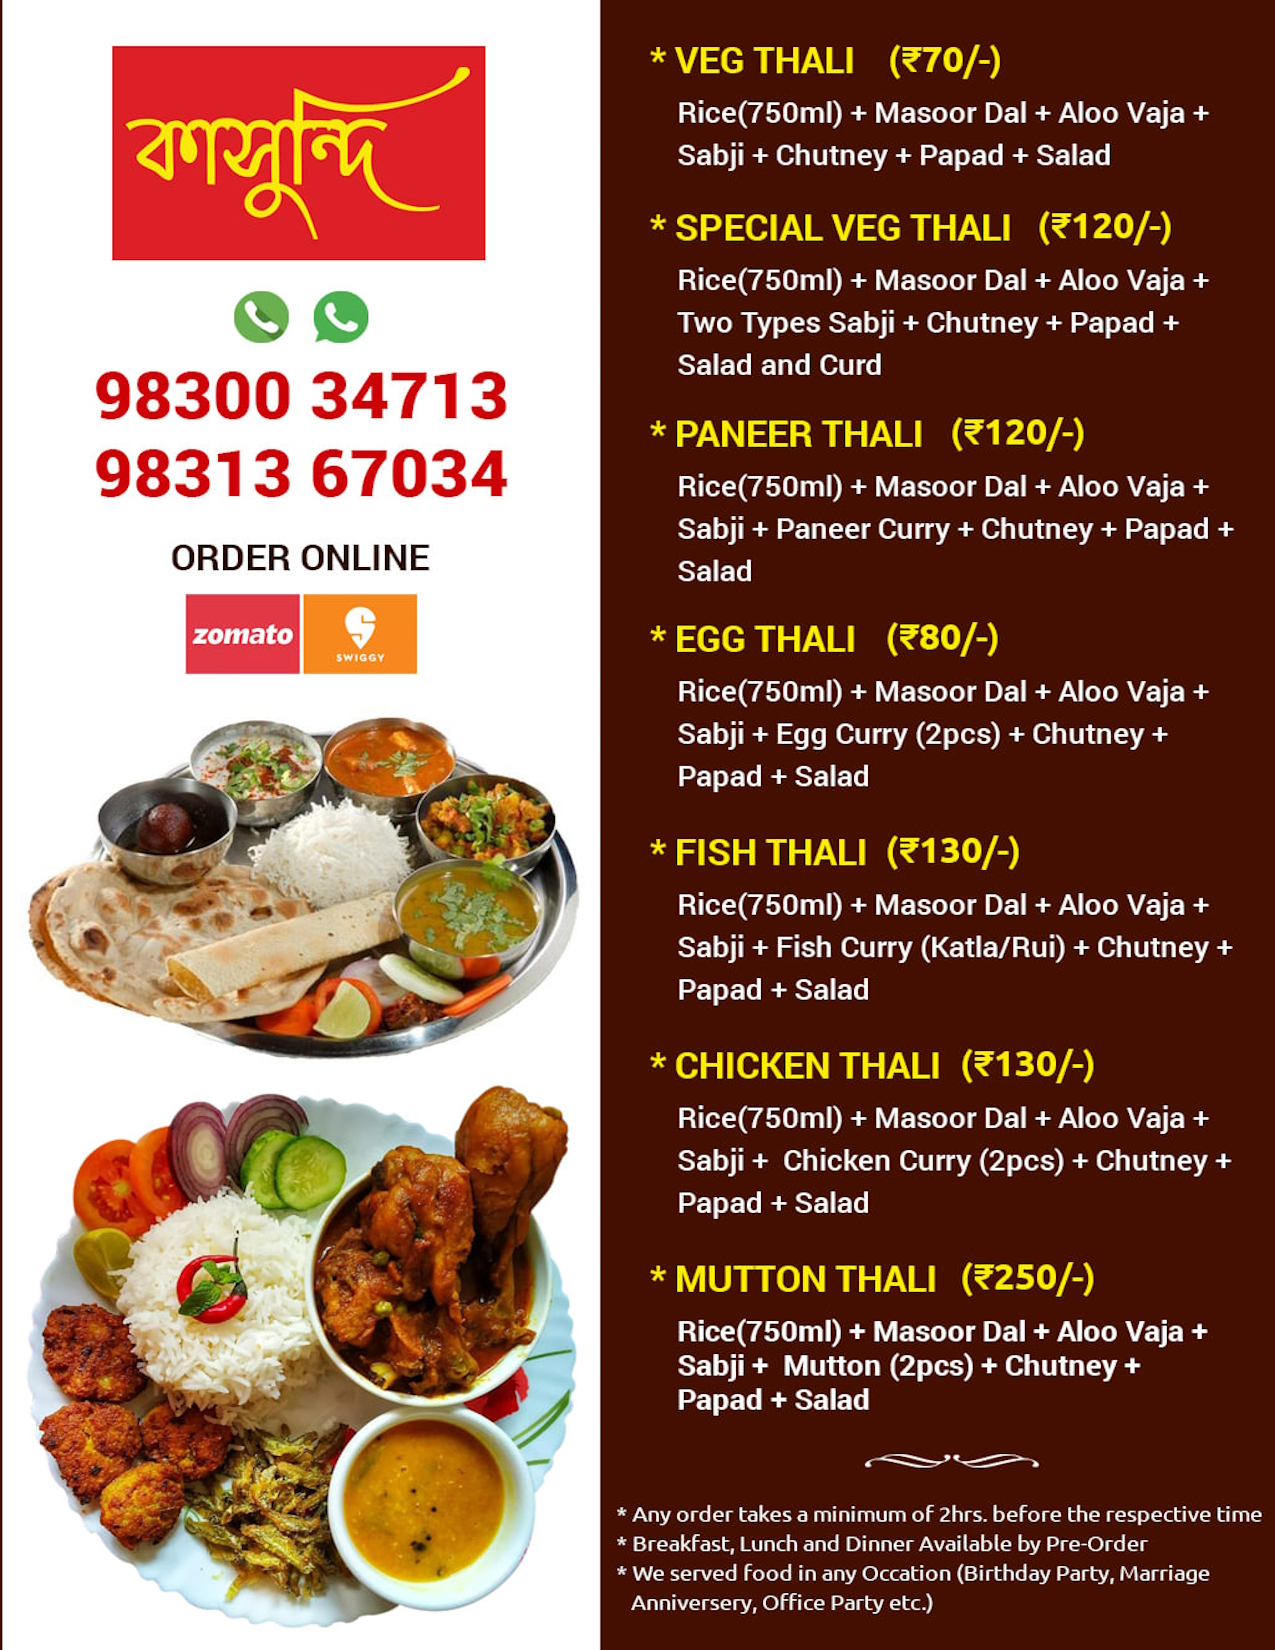 কাসুন্দি
98300 34713
98313 67034
ORDER ONLINE
zomato
SWIGGY
* VEG THALI (₹70/-)
Rice(750ml) + Masoor Dal + Aloo Vaja +
Sabji + Chutney + Papad + Salad
* SPECIAL VEG THALI (₹120/-)
Rice(750ml) + Masoor Dal + Aloo Vaja +
Two Types Sabji + Chutney + Papad +
Salad and Curd
* PANEER THALI (₹120/-)
Rice(750ml) + Masoor Dal + Aloo Vaja +
Sabji + Paneer Curry + Chutney + Papad +
Salad
* EGG THALI (₹80/-)
Rice(750ml) + Masoor Dal + Aloo Vaja +
Sabji + Egg Curry (2pcs) + Chutney +
Papad + Salad
* FISH THALI (₹130/-)
Rice(750ml) + Masoor Dal + Aloo Vaja +
Sabji + Fish Curry (Katla/Rui) + Chutney +
Papad + Salad
* CHICKEN THALI (₹130/-)
Rice(750ml) + Masoor Dal + Aloo Vaja +
Sabji + Chicken Curry (2pcs) + Chutney +
Papad + Salad
* MUTTON THALI (₹250/-)
Rice(750ml) + Masoor Dal + Aloo Vaja +
Sabji + Mutton (2pcs) + Chutney +
Papad + Salad
* Any order takes a minimum of 2hrs. before the respective time
* Breakfast, Lunch and Dinner Available by Pre-Order
* We served food in any Occation (Birthday Party, Marriage
Anniversery, Office Party etc.)